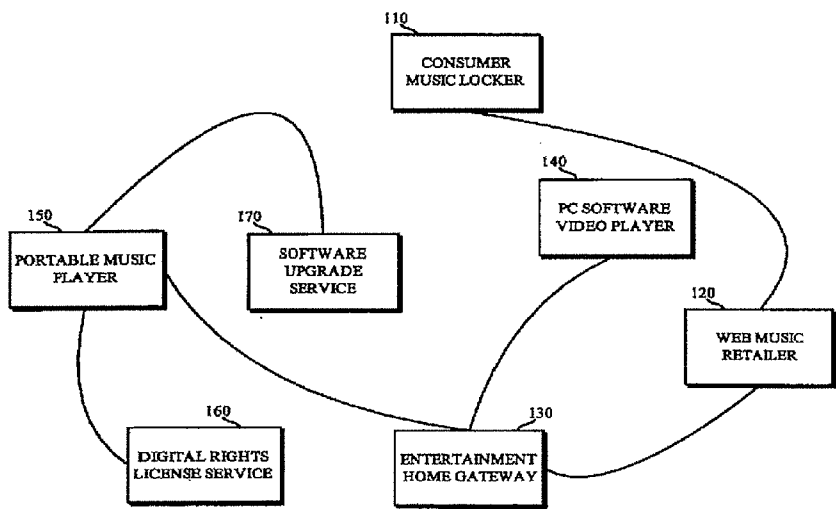 110
CONSUMER
MUSIC LOCKER
140
PC SOFTWARE
VIDEO PLAYER
150
PORTABLE MUSIC
PLAYER
170
SOFTWARE
UPGRADE
SERVICE
120
WEB MUSIC
RETAILER
160
DIGITAL RIGHTS
LICENSE SERVICE
130
ENTERTAINMENT
HOME GATEWAY